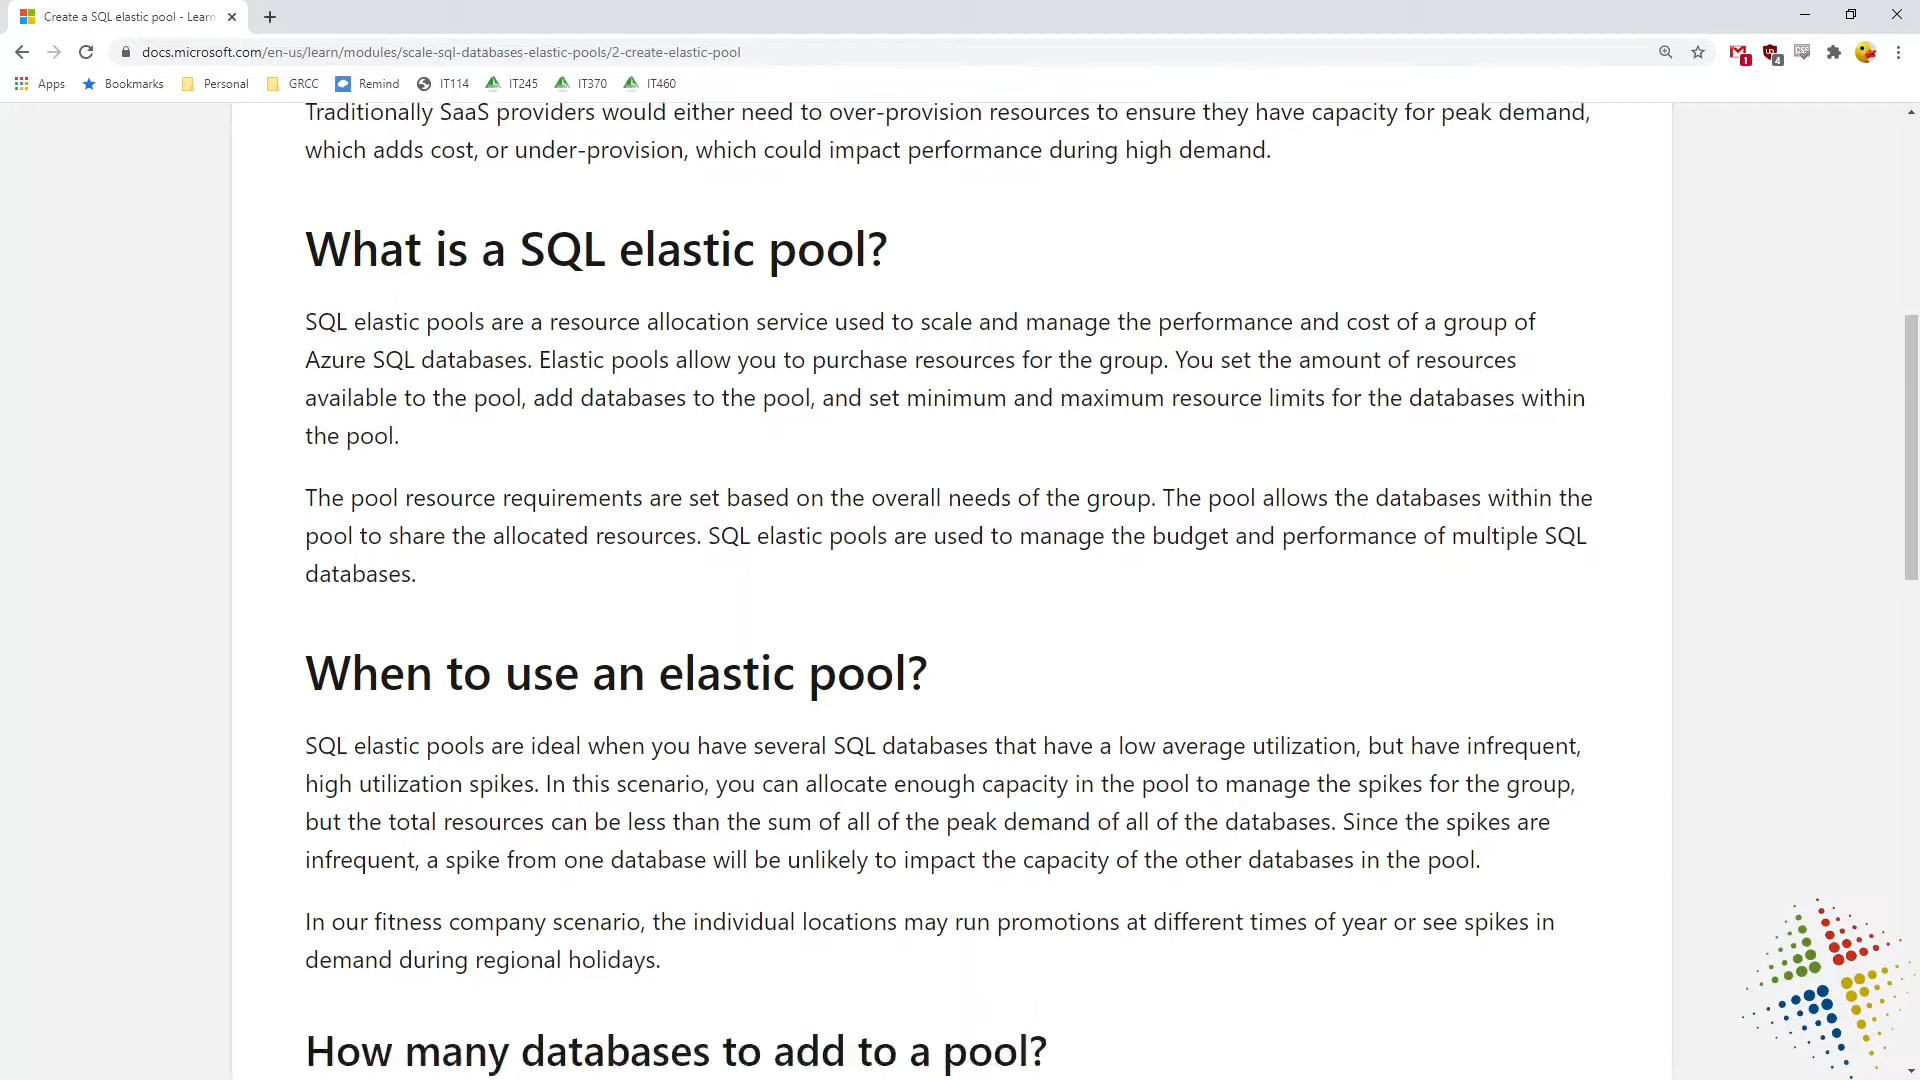 Create a SQL elastic pool - Learn
docs.microsoft.com/en-us/learn/modules/scale-sql-databases-elastic-pools/2-create-elastic-pool
1
4
CSS
Apps
Bookmarks
Personal
GRCC
Remind
IT114
IT245
IT370
IT460
Traditionally SaaS providers would either need to over-provision resources to ensure they have capacity for peak demand,
which adds cost, or under-provision, which could impact performance during high demand.
What is a SQL elastic pool?
SQL elastic pools are a resource allocation service used to scale and manage the performance and cost of a group of
Azure SQL databases. Elastic pools allow you to purchase resources for the group. You set the amount of resources
available to the pool, add databases to the pool, and set minimum and maximum resource limits for the databases within
the pool.
The pool resource requirements are set based on the overall needs of the group. The pool allows the databases within the
pool to share the allocated resources. SQL elastic pools are used to manage the budget and performance of multiple SQL
databases.
When to use an elastic pool?
SQL elastic pools are ideal when you have several SQL databases that have a low average utilization, but have infrequent,
high utilization spikes. In this scenario, you can allocate enough capacity in the pool to manage the spikes for the group,
but the total resources can be less than the sum of all of the peak demand of all of the databases. Since the spikes are
infrequent, a spike from one database will be unlikely to impact the capacity of the other databases in the pool.
In our fitness company scenario, the individual locations may run promotions at different times of year or see spikes in
demand during regional holidays.
How many databases to add to a pool?